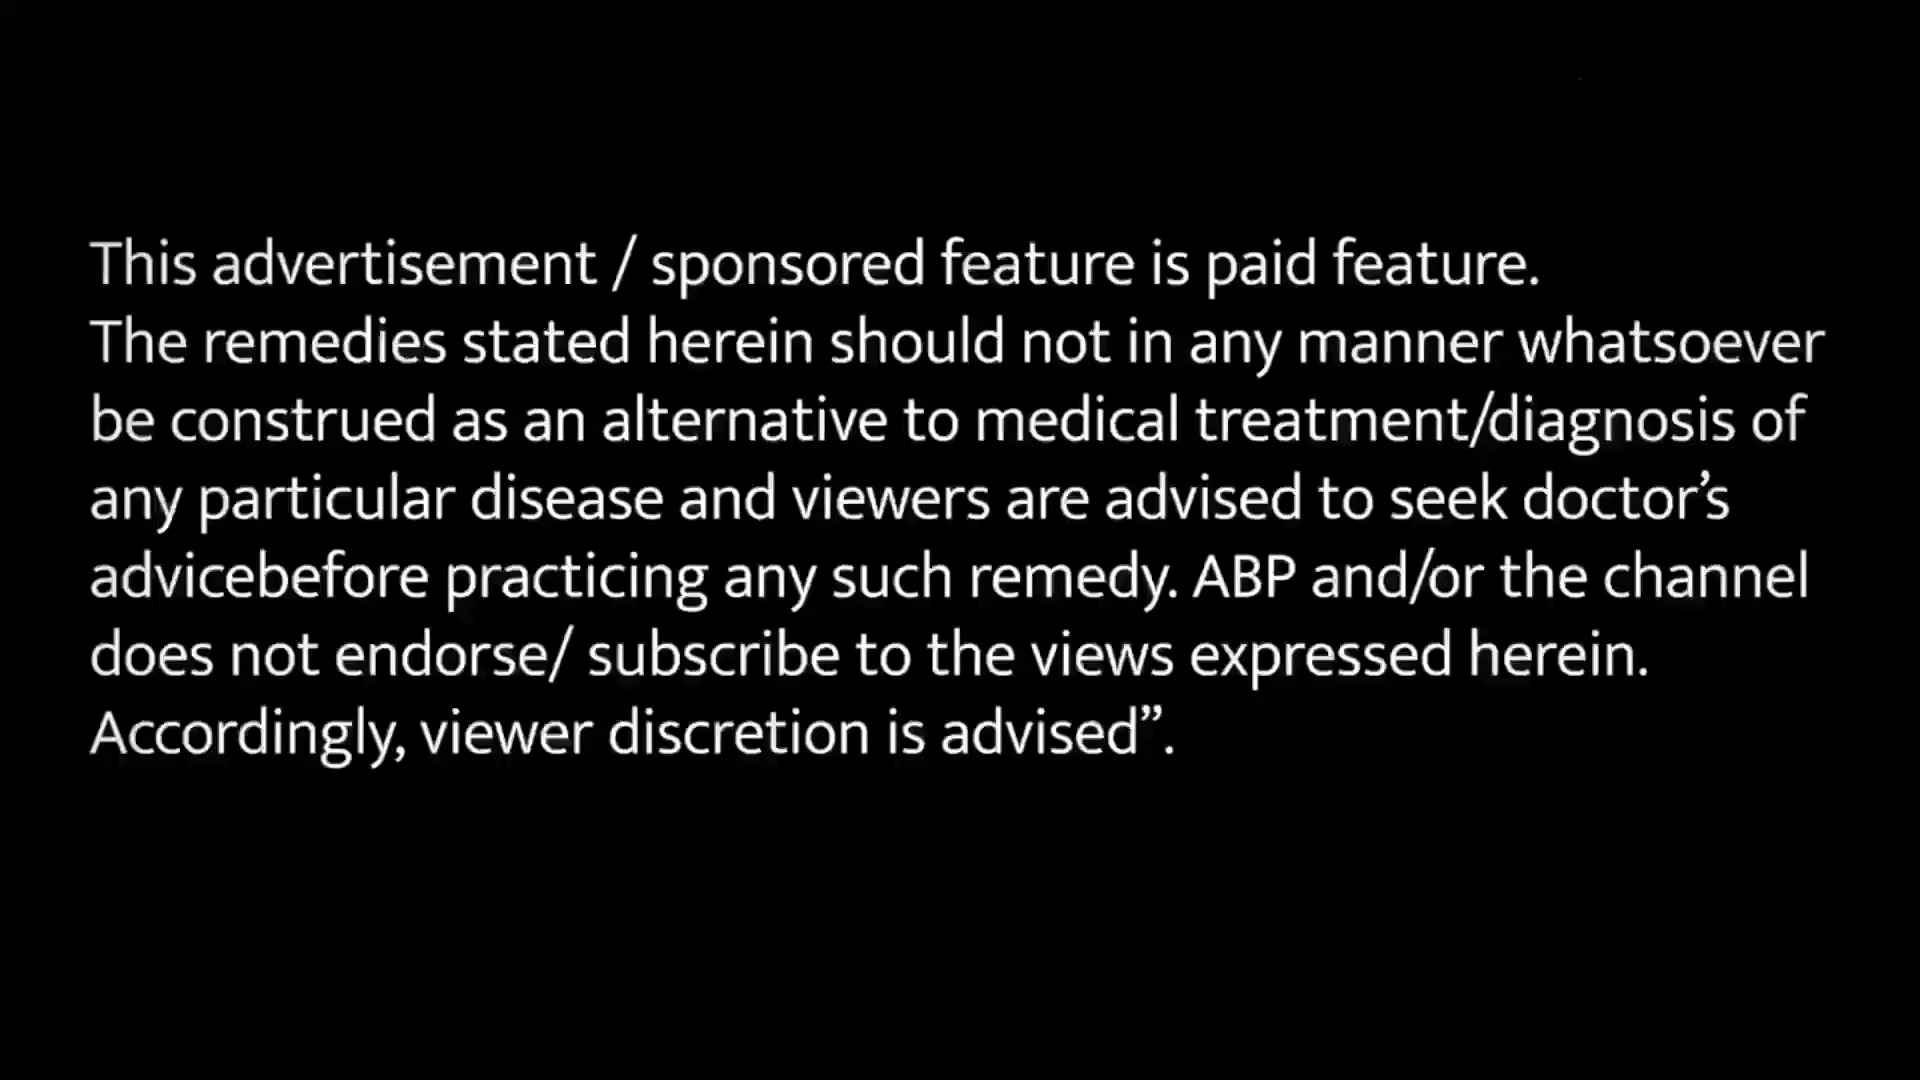 This advertisement / sponsored feature is paid feature.
The remedies stated herein should not in any manner whatsoever
be construed as an alternative to medical treatment/diagnosis of
any particular disease and viewers are advised to seek doctor’s
advicebefore practicing any such remedy. ABP and/or the channel
does not endorse/ subscribe to the views expressed herein.
Accordingly, viewer discretion is advised”.